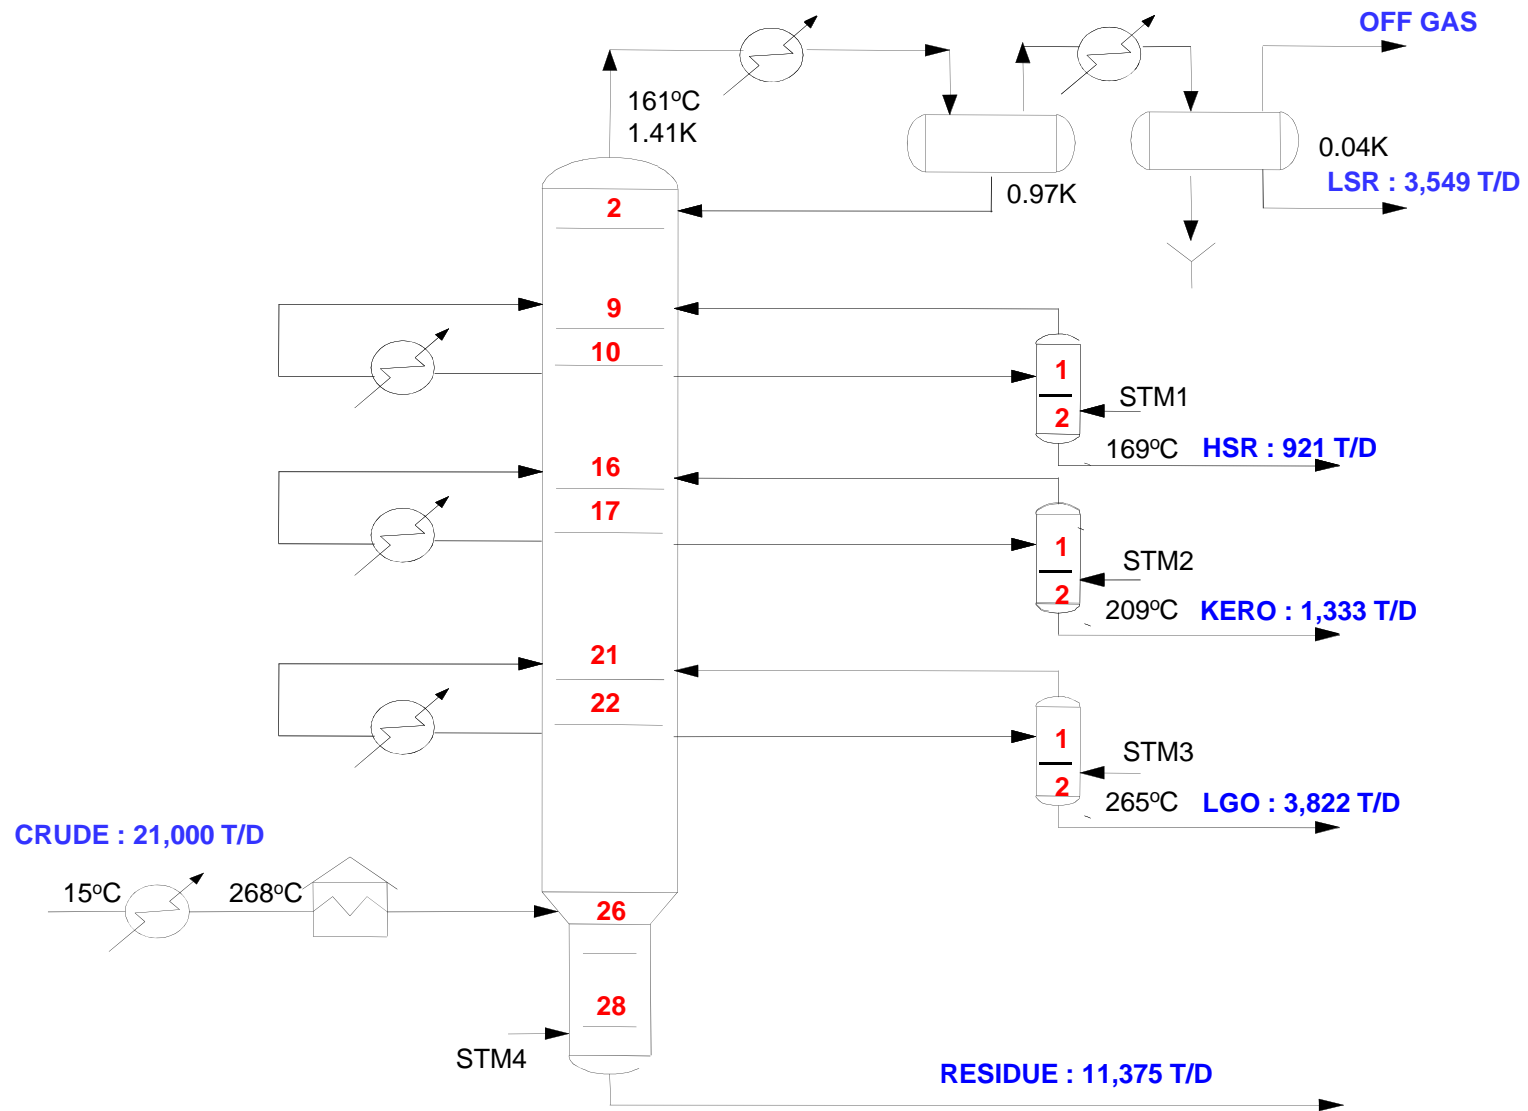 OFF GAS
161ºC
1.41K
0.04K
LSR : 3,549 T/D
0.97K
2
9
10
1
STM1
2
169ºC HSR : 921 T/D
16
17
1
STM2
2
209ºC KERO : 1,333 T/D
21
22
1
STM3
2
265ºC LGO : 3,822 T/D
CRUDE : 21,000 T/D
15ºC
268ºC
26
28
STM4
RESIDUE : 11,375 T/D